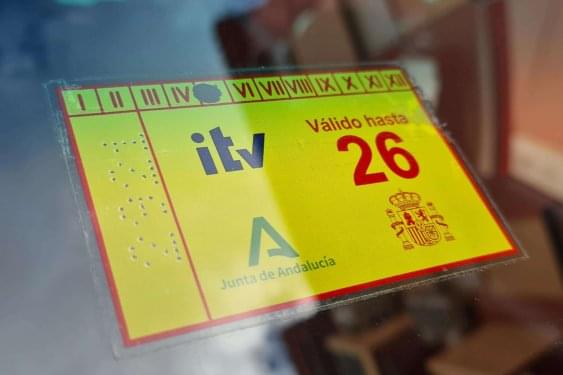 I II III IV VI VII VIII IX X XI XII
itv
Válido hasta
26
Junta de Andalucía